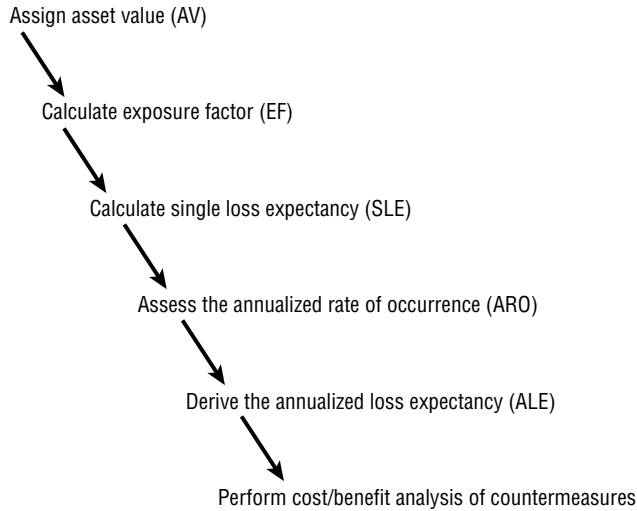 Assign asset value (AV)
Calculate exposure factor (EF)
Calculate single loss expectancy (SLE)
Assess the annualized rate of occurrence (ARO)
Derive the annualized loss expectancy (ALE)
Perform cost/benefit analysis of countermeasures